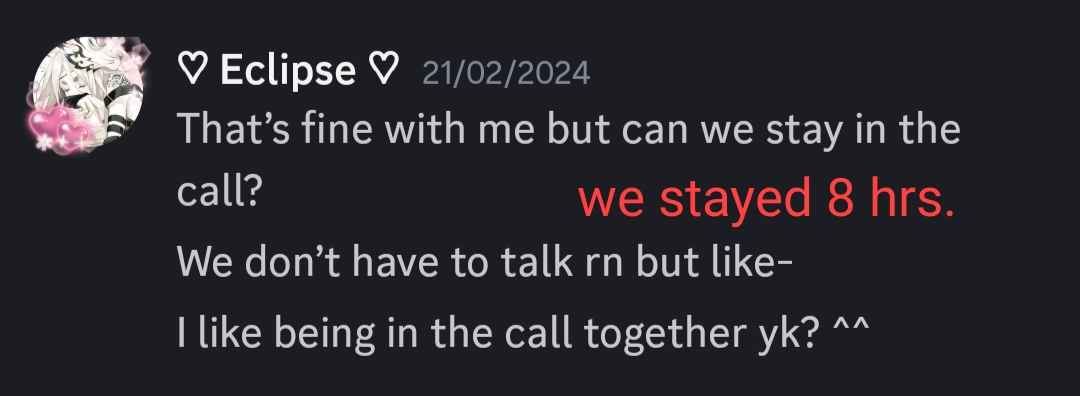 ♡ Eclipse ♡ 21/02/2024
That's fine with me but can we stay in the
call?
we stayed 8 hrs.
We don't have to talk rn but like-
I like being in the call together yk? ^^